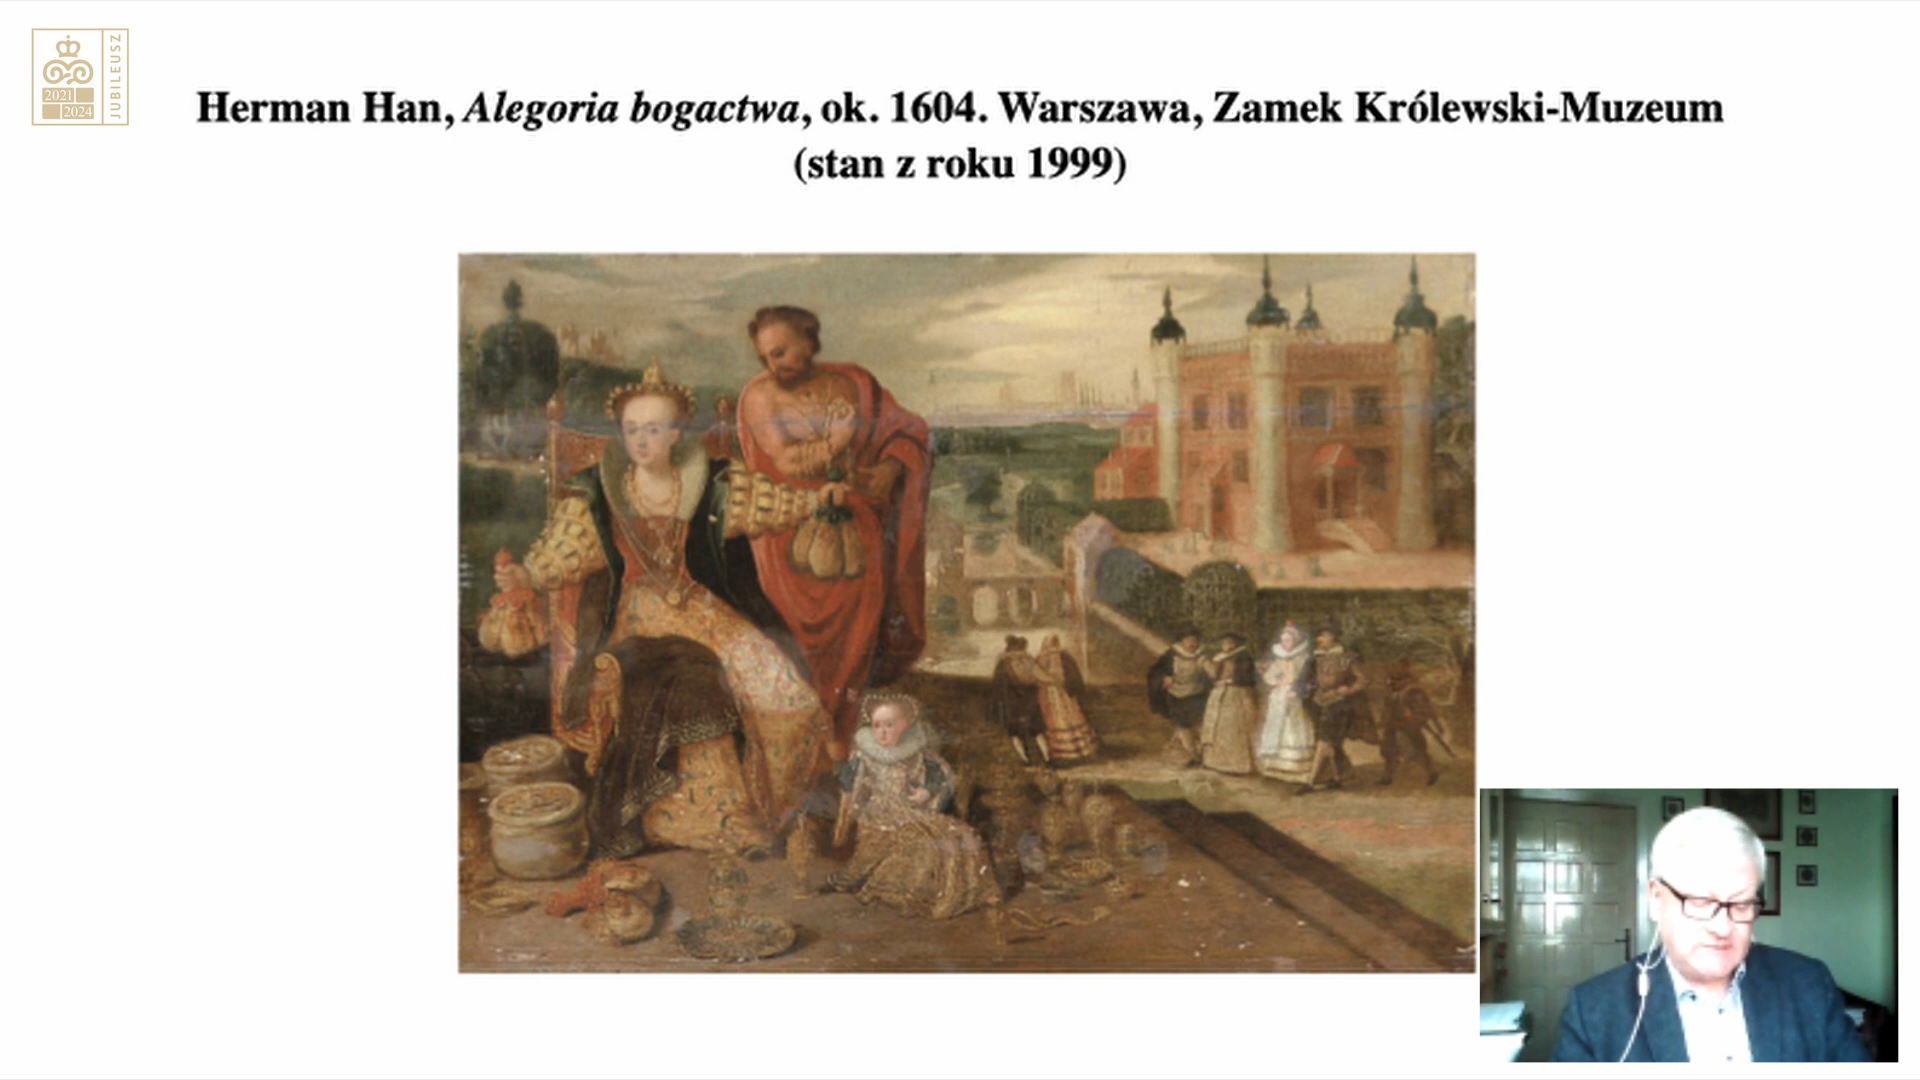 2021
2024
JUBILEUSZ
Herman Han, Alegoria bogactwa, ok. 1604. Warszawa, Zamek Królewski-Muzeum
(stan z roku 1999)